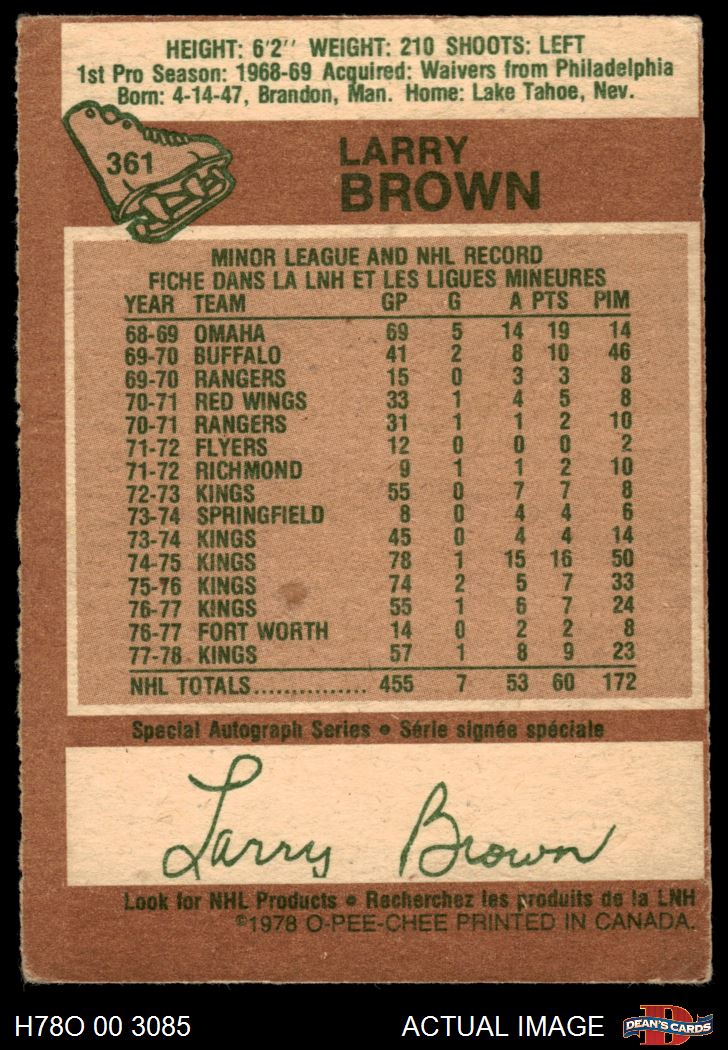 HEIGHT: 6'2'' WEIGHT: 210 SHOOTS: LEFT
1st Pro Season: 1968-69 Acquired: Waivers from Philadelphia
Born: 4-14-47, Brandon, Man. Home: Lake Tahoe, Nev.
361
LARRY
BROWN
MINOR LEAGUE AND NHL RECORD
FICHE DANS LA LNH ET LES LIGUES MINEURES
YEAR TEAM GP G A PTS PIM
68-69 OMAHA 69 5 14 19 14
69-70 BUFFALO 41 2 8 10 46
69-70 RANGERS 15 0 3 3 8
70-71 RED WINGS 33 1 4 5 8
70-71 RANGERS 31 1 1 2 10
71-72 FLYERS 12 0 0 0 2
71-72 RICHMOND 9 1 1 2 10
72-73 KINGS 55 0 7 7 8
73-74 SPRINGFIELD 8 0 4 4 6
73-74 KINGS 45 0 4 4 14
74-75 KINGS 78 1 15 16 50
75-76 KINGS 74 2 5 7 33
76-77 KINGS 55 1 6 7 24
76-77 FORT WORTH 14 0 2 2 8
77-78 KINGS 57 1 8 9 23
NHL TOTALS............... 455 7 53 60 172
Special Autograph Series • Série signée spéciale
Larry Brown
Look for NHL Products • Recherchez les produits de la LNH
©1978 O-PEE-CHEE PRINTED IN CANADA.
H78O 00 3085 ACTUAL IMAGE
D
DEAN'S CARDS